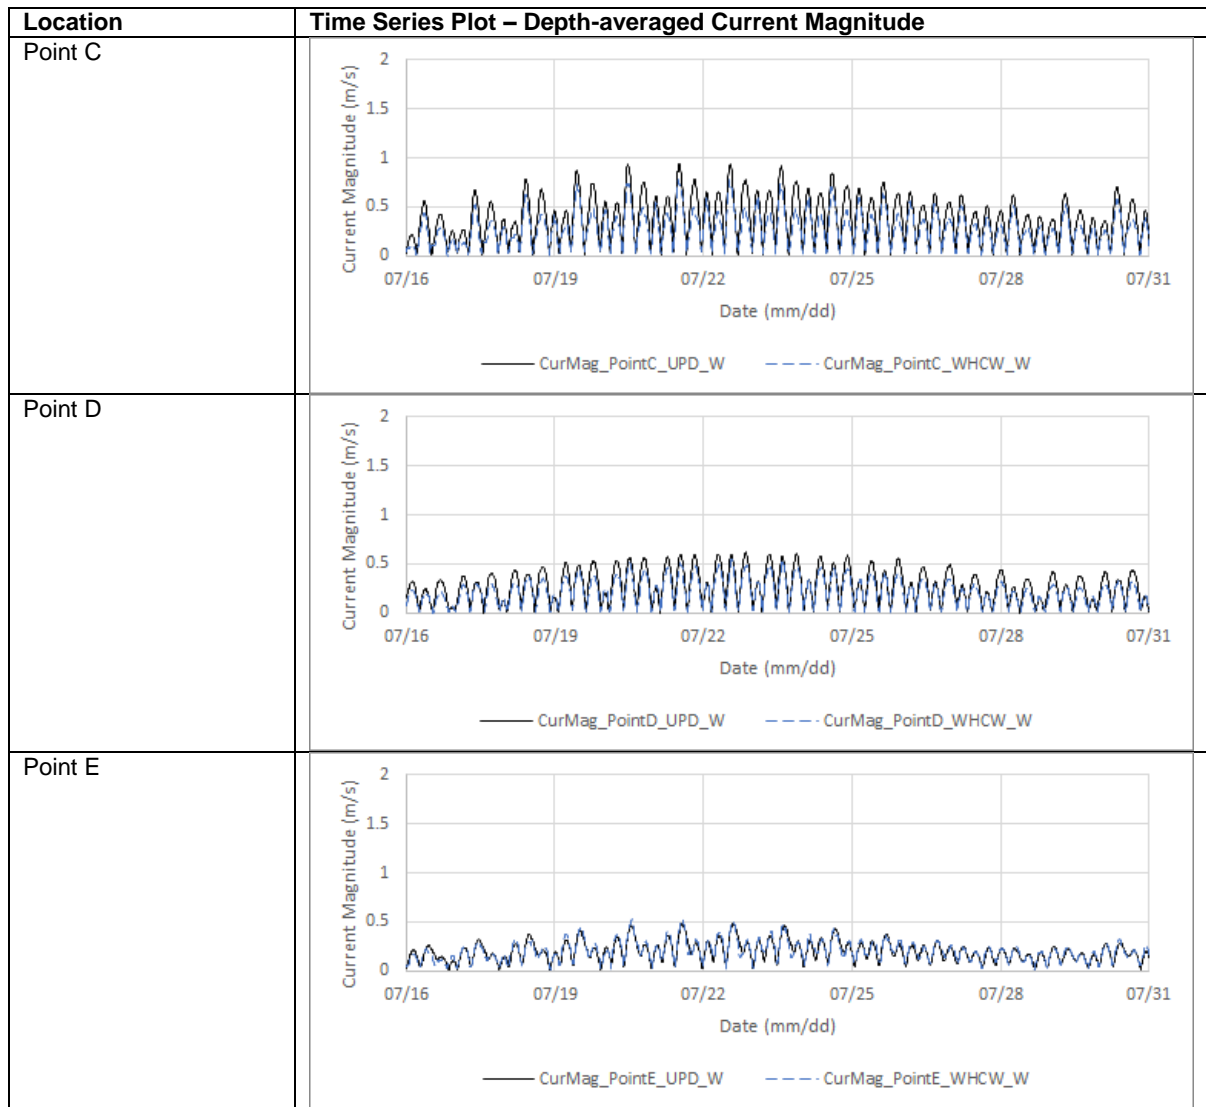 Location Time Series Plot – Depth-averaged Current Magnitude
Point C
Current Magnitude (m/s)
2
1.5
1
0.5
0
07/16 07/19 07/22 07/25 07/28 07/31
Date (mm/dd)
CurMag_PointC_UPD_W CurMag_PointC_WHCW_W
Point D
Current Magnitude (m/s)
2
1.5
1
0.5
0
07/16 07/19 07/22 07/25 07/28 07/31
Date (mm/dd)
CurMag_PointD_UPD_W CurMag_PointD_WHCW_W
Point E
Current Magnitude (m/s)
2
1.5
1
0.5
0
07/16 07/19 07/22 07/25 07/28 07/31
Date (mm/dd)
CurMag_PointE_UPD_W CurMag_PointE_WHCW_W